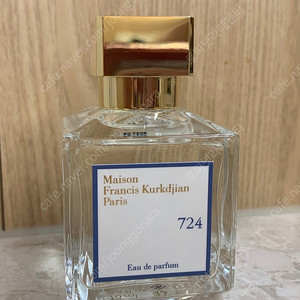 Maison
Francis Kurkdjian
Paris
724
Eau de parfum